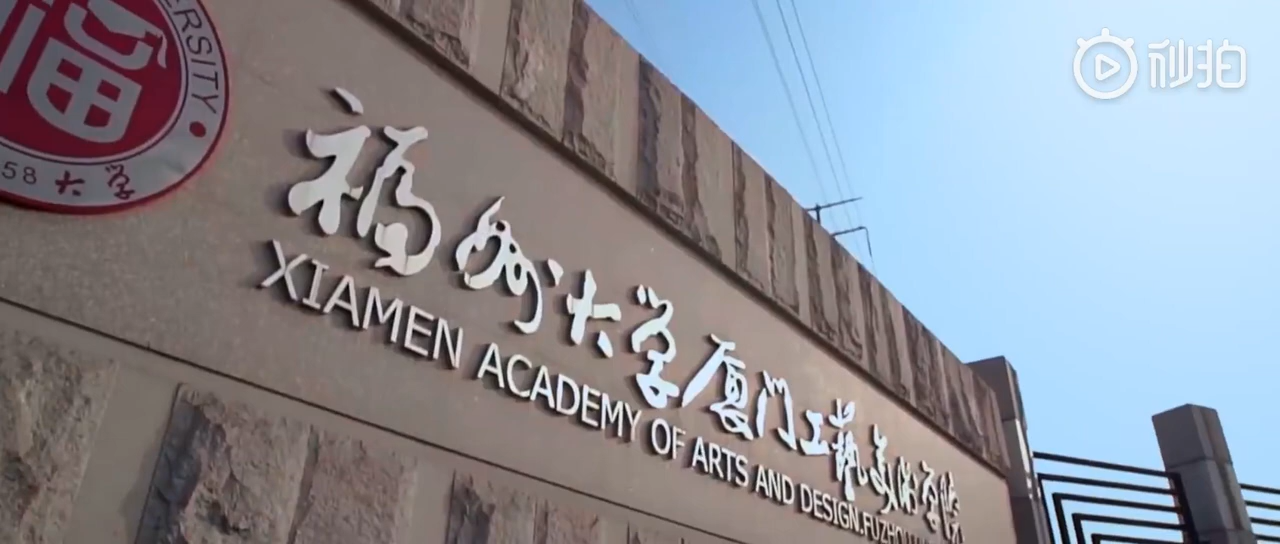 秒拍
ERSITY
福
58 大学
福州大学厦门工艺美术学院
XIAMEN ACADEMY OF ARTS AND DESIGN.FUZHOU